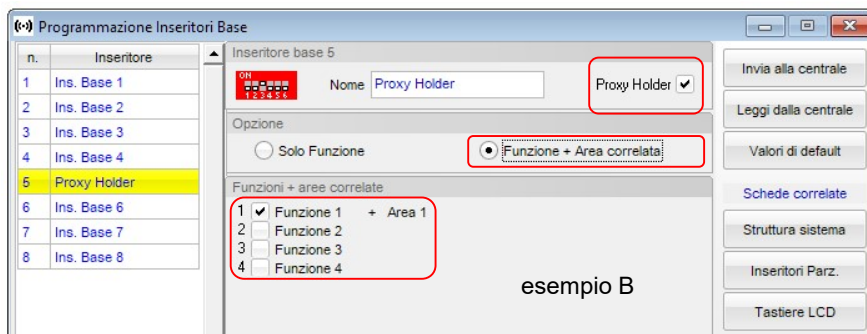 Programmazione Inseritori Base
n. Inseritore
1 Ins. Base 1
2 Ins. Base 2
3 Ins. Base 3
4 Ins. Base 4
5 Proxy Holder
6 Ins. Base 6
7 Ins. Base 7
8 Ins. Base 8
Inseritore base 5
ON
1 2 3 4 5 6
Nome Proxy Holder
Proxy Holder
Opzione
Solo Funzione
Funzione + Area correlata
Funzioni + aree correlate
1 Funzione 1 + Area 1
2 Funzione 2
3 Funzione 3
4 Funzione 4
esempio B
Invia alla centrale
Leggi dalla centrale
Valori di default
Schede correlate
Struttura sistema
Inseritori Parz.
Tastiere LCD